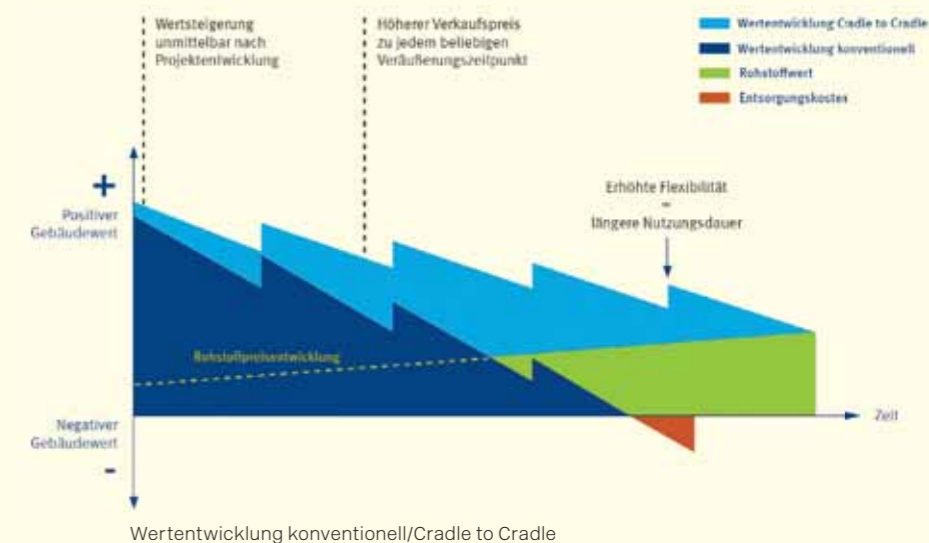 Wertsteigerung
unmittelbar nach
Projektentwicklung
Höherer Verkaufspreis
zu jedem beliebigen
Veräußerungszeitpunkt
Wertentwicklung Cradle to Cradle
Wertentwicklung konventionell
Rohstoffwert
Entsorgungskosten
+
Positiver
Gebäudewert
Erhöhte Flexibilität
=
längere Nutzungsdauer
Rohstoffpreisentwicklung
Negativer
Gebäudewert
-
Zeit
Wertentwicklung konventionell/Cradle to Cradle